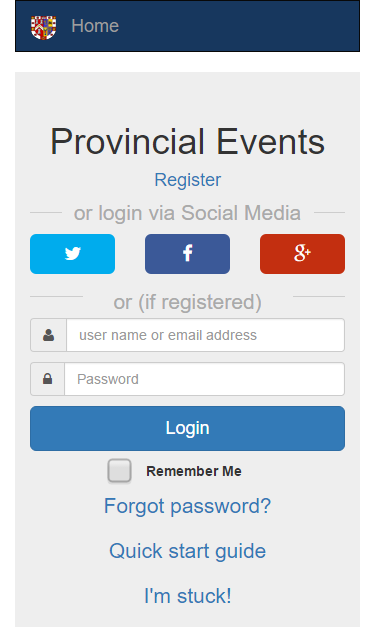 Home
Provincial Events
Register
or login via Social Media
or (if registered)
user name or email address
Password
Login
Remember Me
Forgot password?
Quick start guide
I'm stuck!